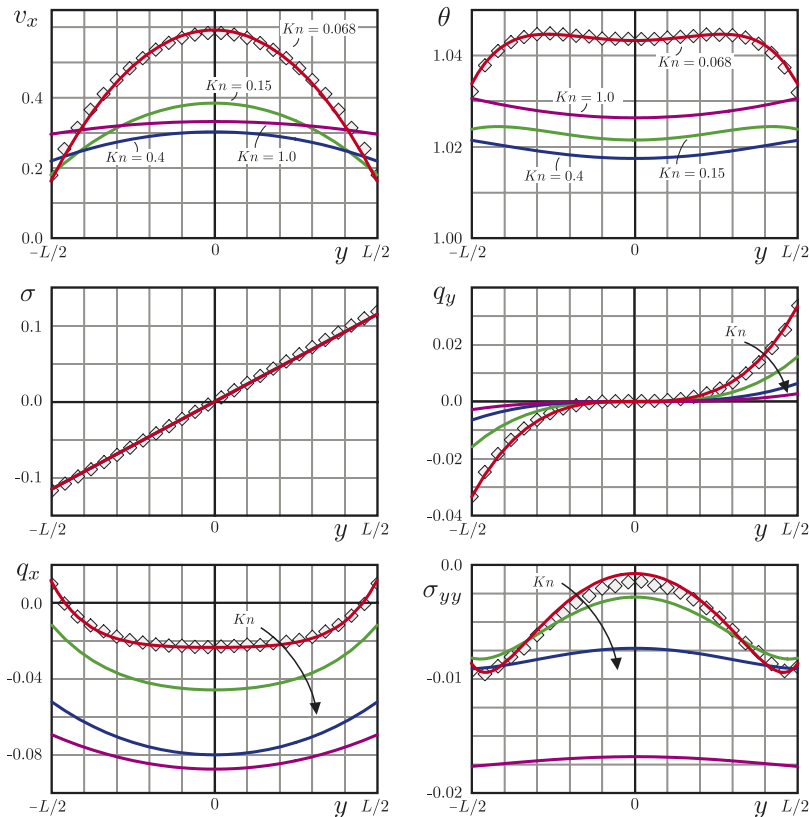 v_x
0.4
0.2
0.0
Kn = 0.068
Kn = 0.15
Kn = 0.4
Kn = 1.0
−L/2
0
y
L/2
θ
1.04
1.02
1.00
Kn = 0.068
Kn = 1.0
Kn = 0.4
Kn = 0.15
−L/2
0
y
L/2
σ
0.1
0.0
-0.1
−L/2
0
y
L/2
q_y
0.02
0.0
-0.02
-0.04
Kn
−L/2
0
y
L/2
q_x
0.0
-0.04
-0.08
Kn
−L/2
0
y
L/2
σ_yy
0.0
-0.01
-0.02
Kn
−L/2
0
y
L/2